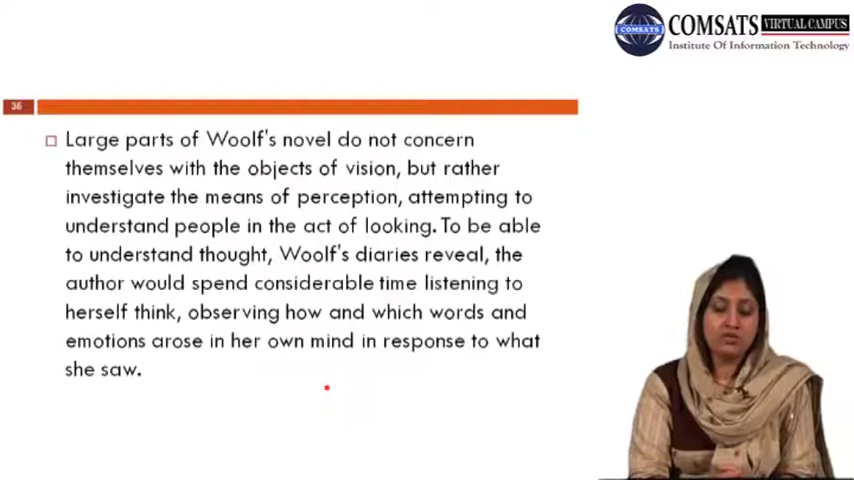 COMSATS
COMSATS VIRTUAL CAMPUS
Institute Of Information Technology
36
Large parts of Woolf's novel do not concern
themselves with the objects of vision, but rather
investigate the means of perception, attempting to
understand people in the act of looking. To be able
to understand thought, Woolf's diaries reveal, the
author would spend considerable time listening to
herself think, observing how and which words and
emotions arose in her own mind in response to what
she saw.